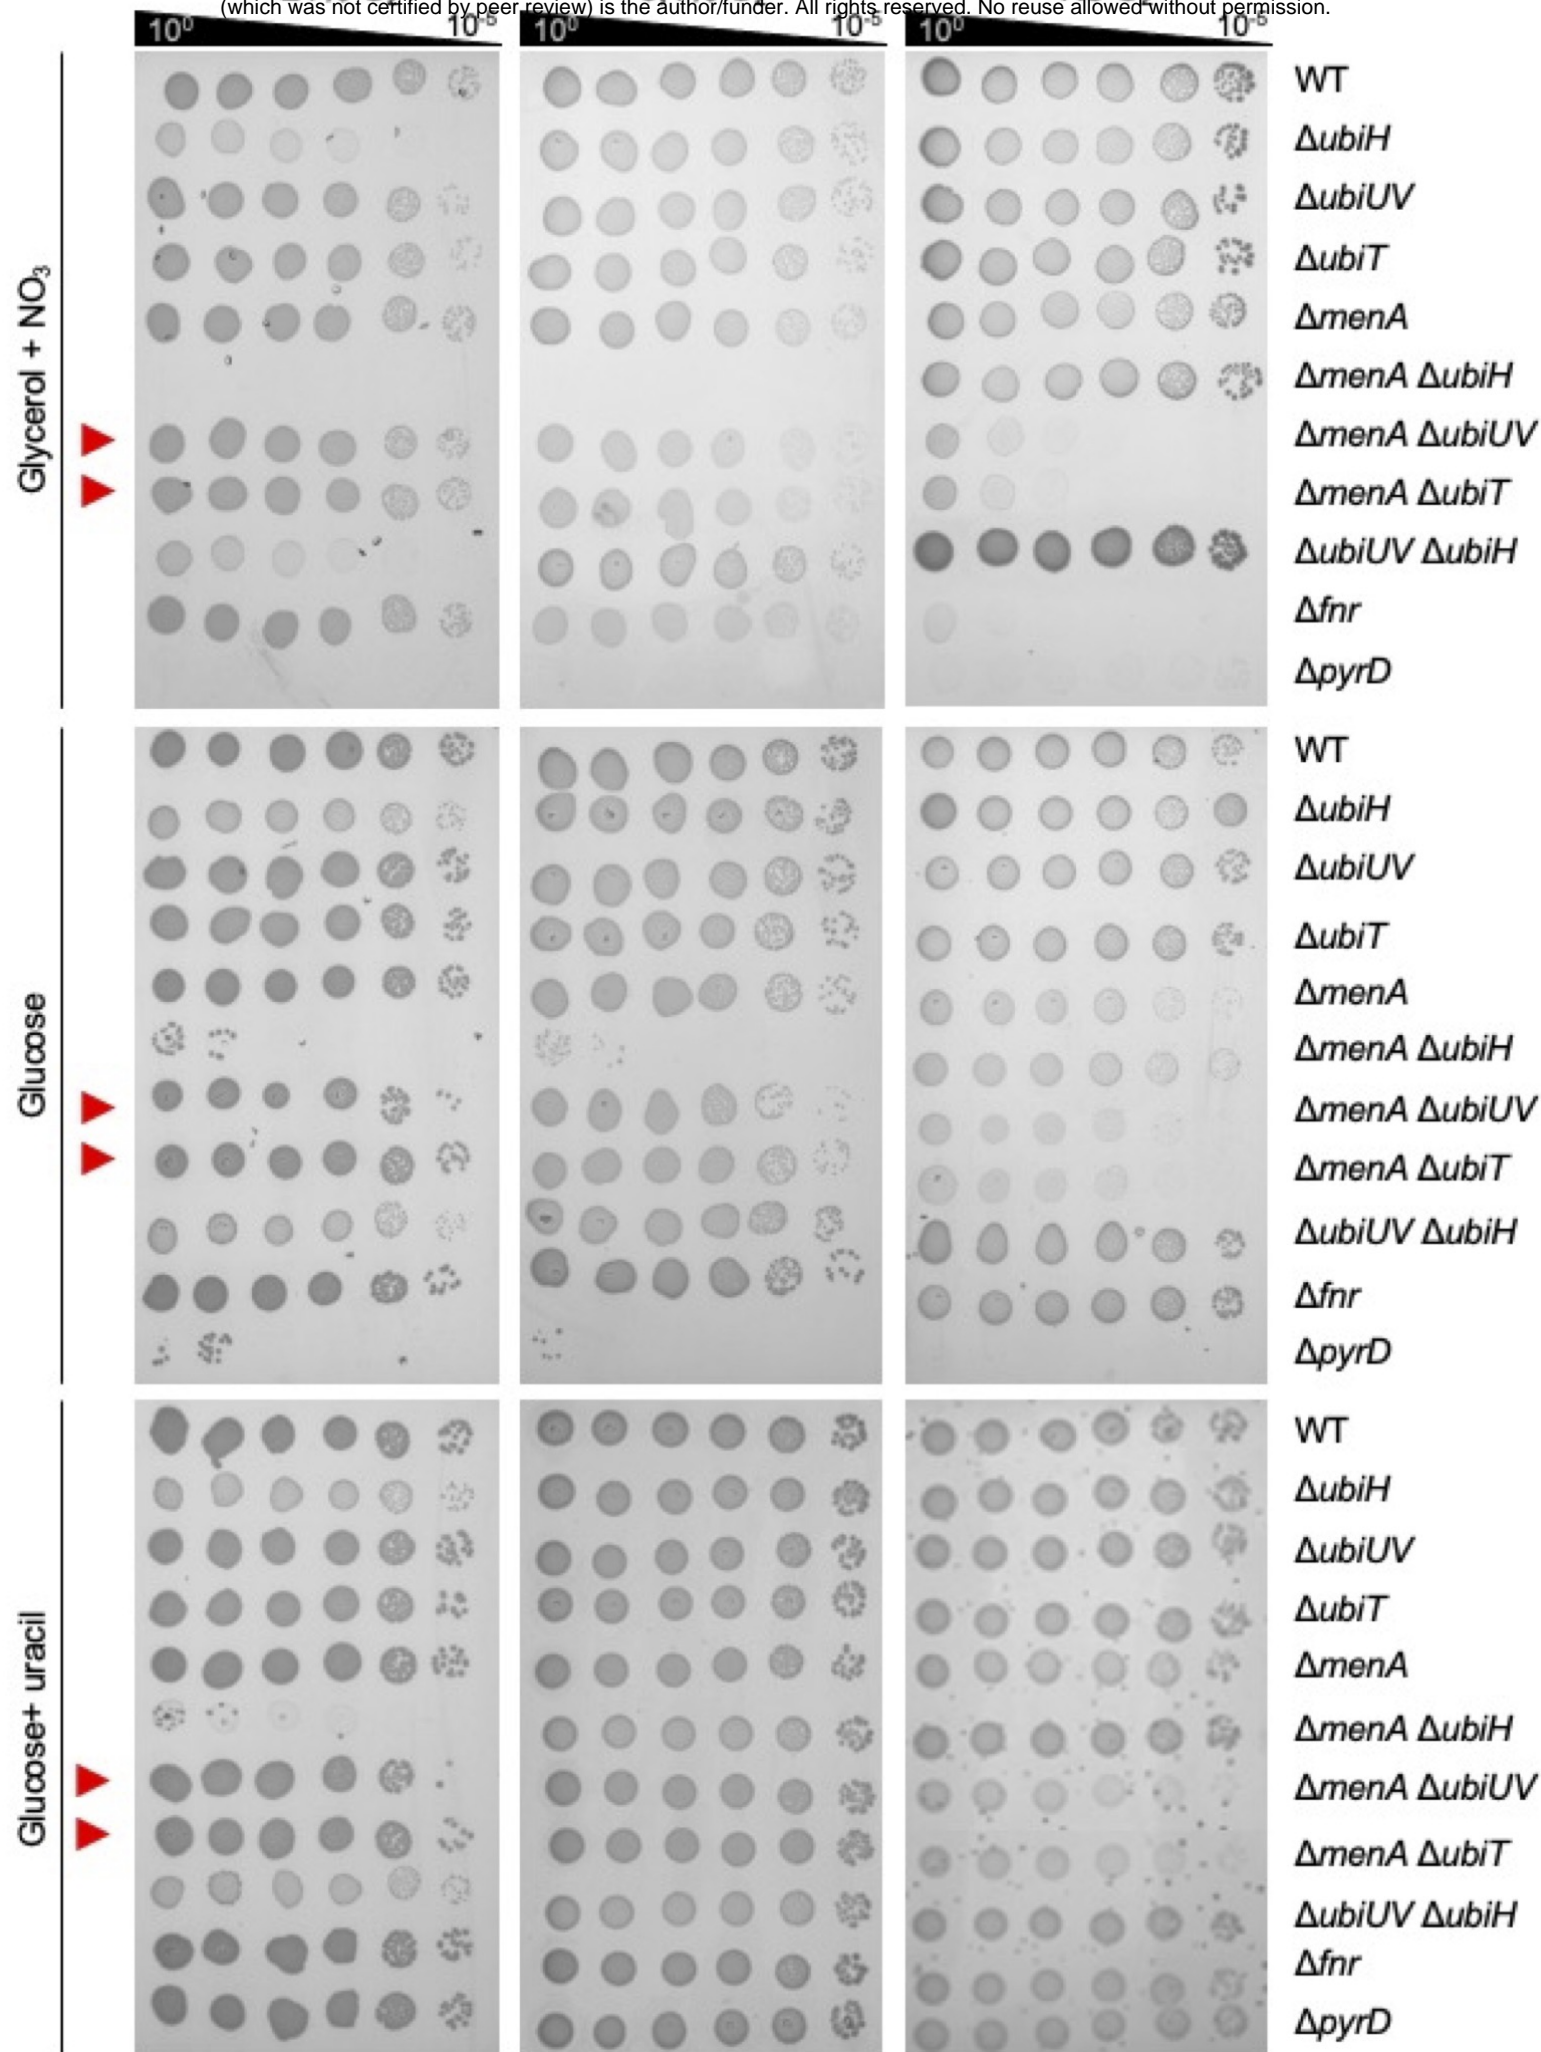 (which was not certified by peer review) is the author/funder. All rights reserved. No reuse allowed without permission.
10⁰ 10⁻⁵ 10⁰ 10⁻⁵ 10⁰ 10⁻⁵
Glycerol + NO₃
WT
ΔubiH
ΔubiUV
ΔubiT
ΔmenA
ΔmenA ΔubiH
ΔmenA ΔubiUV
ΔmenA ΔubiT
ΔubiUV ΔubiH
Δfnr
ΔpyrD
Glucose
WT
ΔubiH
ΔubiUV
ΔubiT
ΔmenA
ΔmenA ΔubiH
ΔmenA ΔubiUV
ΔmenA ΔubiT
ΔubiUV ΔubiH
Δfnr
ΔpyrD
Glucose+ uracil
WT
ΔubiH
ΔubiUV
ΔubiT
ΔmenA
ΔmenA ΔubiH
ΔmenA ΔubiUV
ΔmenA ΔubiT
ΔubiUV ΔubiH
Δfnr
ΔpyrD